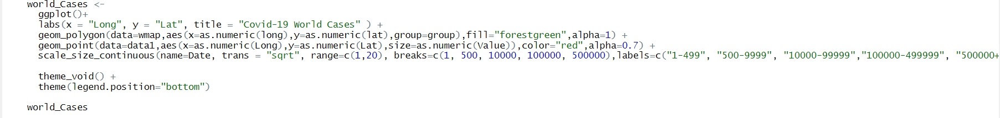 world_Cases <-
ggplot()+
labs(x = "Long", y = "Lat", title = "Covid-19 World Cases" ) +
geom_polygon(data=wmap,aes(x=as.numeric(long),y=as.numeric(lat),group=group),fill="forestgreen",alpha=1) +
geom_point(data=data1,aes(x=as.numeric(Long),y=as.numeric(Lat),size=as.numeric(Value)),color="red",alpha=0.7) +
scale_size_continuous(name=Date, trans = "sqrt", range=c(1,20), breaks=c(1, 500, 10000, 100000, 500000),labels=c("1-499", "500-9999", "10000-99999","100000-499999", "500000+
theme_void() +
theme(legend.position="bottom")
world_Cases